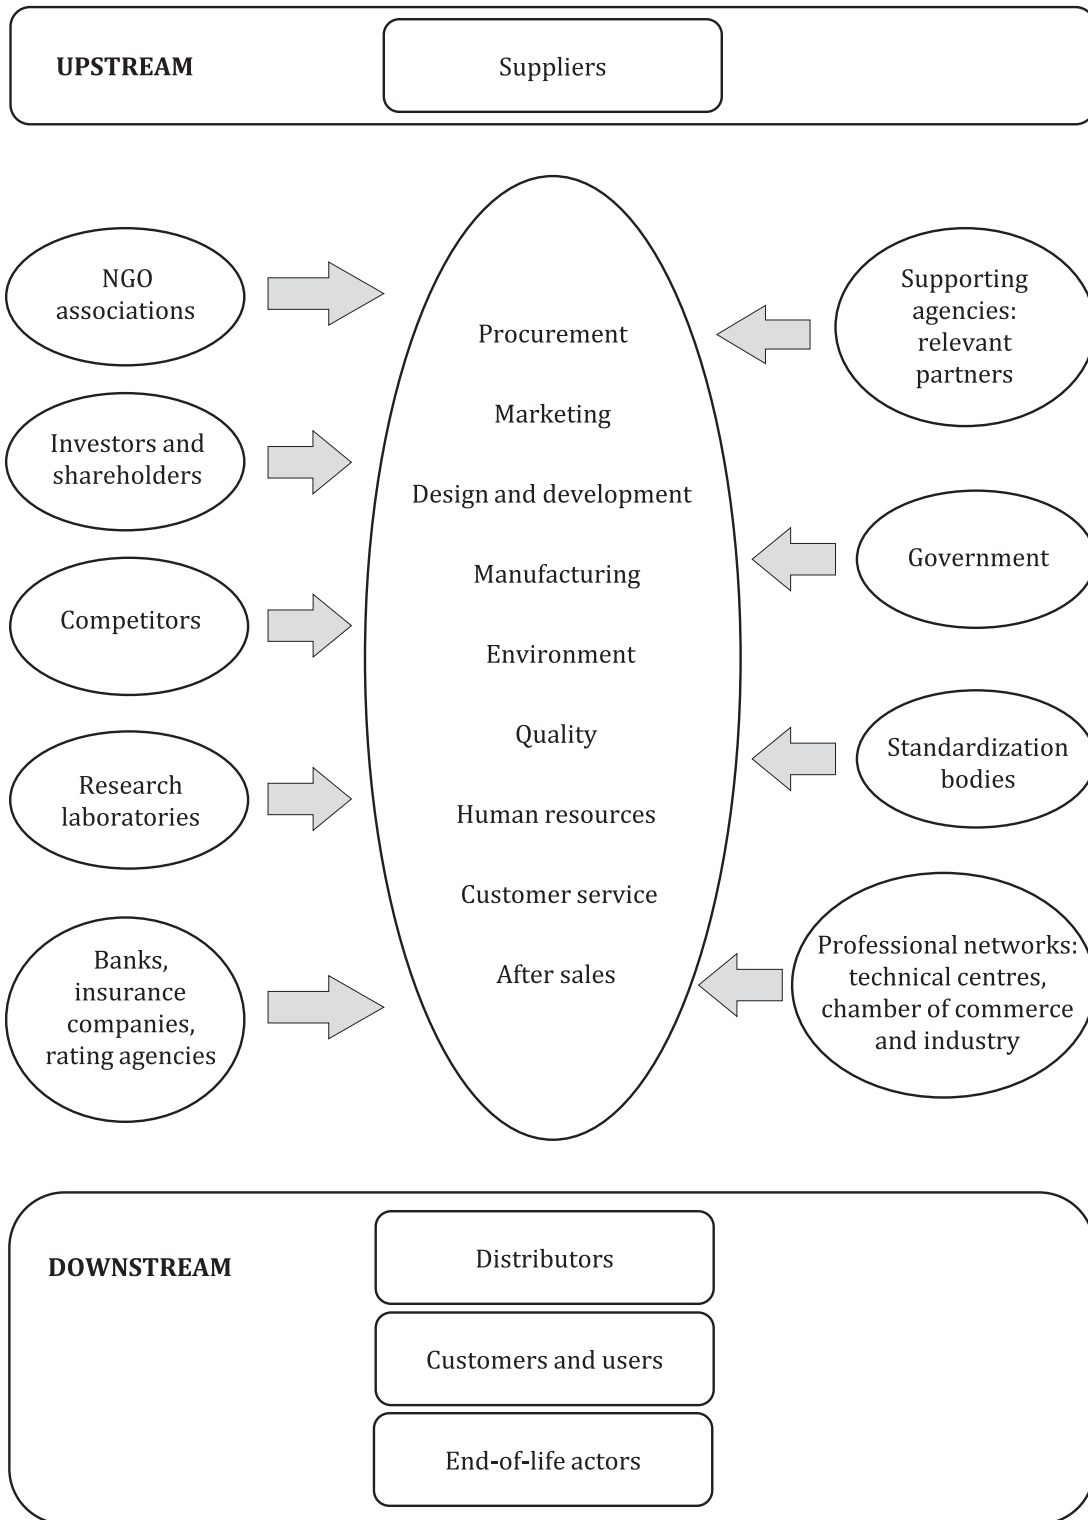 UPSTREAM
Suppliers
NGO
associations
Investors and
shareholders
Competitors
Research
laboratories
Banks,
insurance
companies,
rating agencies
Procurement
Marketing
Design and development
Manufacturing
Environment
Quality
Human resources
Customer service
After sales
Supporting
agencies:
relevant
partners
Government
Standardization
bodies
Professional networks:
technical centres,
chamber of commerce
and industry
DOWNSTREAM
Distributors
Customers and users
End-of-life actors